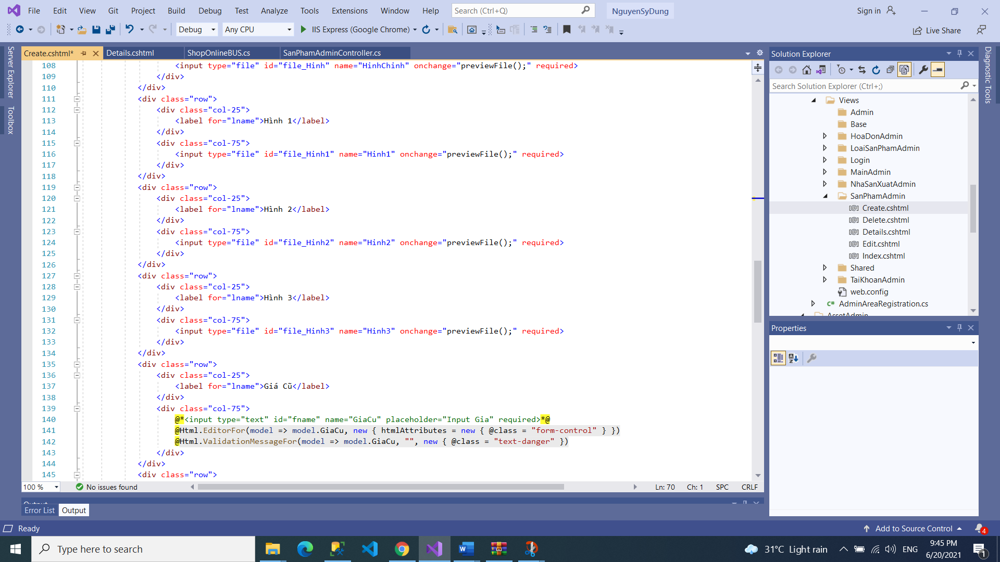 File Edit View Git Project Build Debug Test Analyze Tools Extensions Window Help Search (Ctrl+Q) NguyenSyDung Sign in
Debug Any CPU IIS Express (Google Chrome) Live Share
Server Explorer
Toolbox
Create.cshtml* Details.cshtml ShopOnlineBUS.cs SanPhamAdminController.cs
108 <input type="file" id="file_Hinh" name="HinhChinh" onchange="previewFile();" required>
109 </div>
110 </div>
111 <div class="row">
112 <div class="col-25">
113 <label for="lname">Hình 1</label>
114 </div>
115 <div class="col-75">
116 <input type="file" id="file_Hinh1" name="Hinh1" onchange="previewFile();" required>
117 </div>
118 </div>
119 <div class="row">
120 <div class="col-25">
121 <label for="lname">Hình 2</label>
122 </div>
123 <div class="col-75">
124 <input type="file" id="file_Hinh2" name="Hinh2" onchange="previewFile();" required>
125 </div>
126 </div>
127 <div class="row">
128 <div class="col-25">
129 <label for="lname">Hình 3</label>
130 </div>
131 <div class="col-75">
132 <input type="file" id="file_Hinh3" name="Hinh3" onchange="previewFile();" required>
133 </div>
134 </div>
135 <div class="row">
136 <div class="col-25">
137 <label for="lname">Giá Cũ</label>
138 </div>
139 <div class="col-75">
140 @*<input type="text" id="fname" name="GiaCu" placeholder="Input Gia" required>*@
141 @Html.EditorFor(model => model.GiaCu, new { htmlAttributes = new { @class = "form-control" } })
142 @Html.ValidationMessageFor(model => model.GiaCu, "", new { @class = "text-danger" })
143 </div>
144 </div>
145 <div class="row">
100 % No issues found Ln: 70 Ch: 1 SPC CRLF
Output
Error List Output
Solution Explorer
Search Solution Explorer (Ctrl+;)
Views
Admin
Base
HoaDonAdmin
LoaiSanPhamAdmin
Login
MainAdmin
NhaSanXuatAdmin
SanPhamAdmin
[@] Create.cshtml
[@] Delete.cshtml
[@] Details.cshtml
[@] Edit.cshtml
[@] Index.cshtml
Shared
TaiKhoanAdmin
web.config
C# AdminAreaRegistration.cs
AssetAdmin
Properties
Diagnostic Tools
Ready Add to Source Control 4
Type here to search 31°C Light rain ENG 9:45 PM
6/20/2021 1